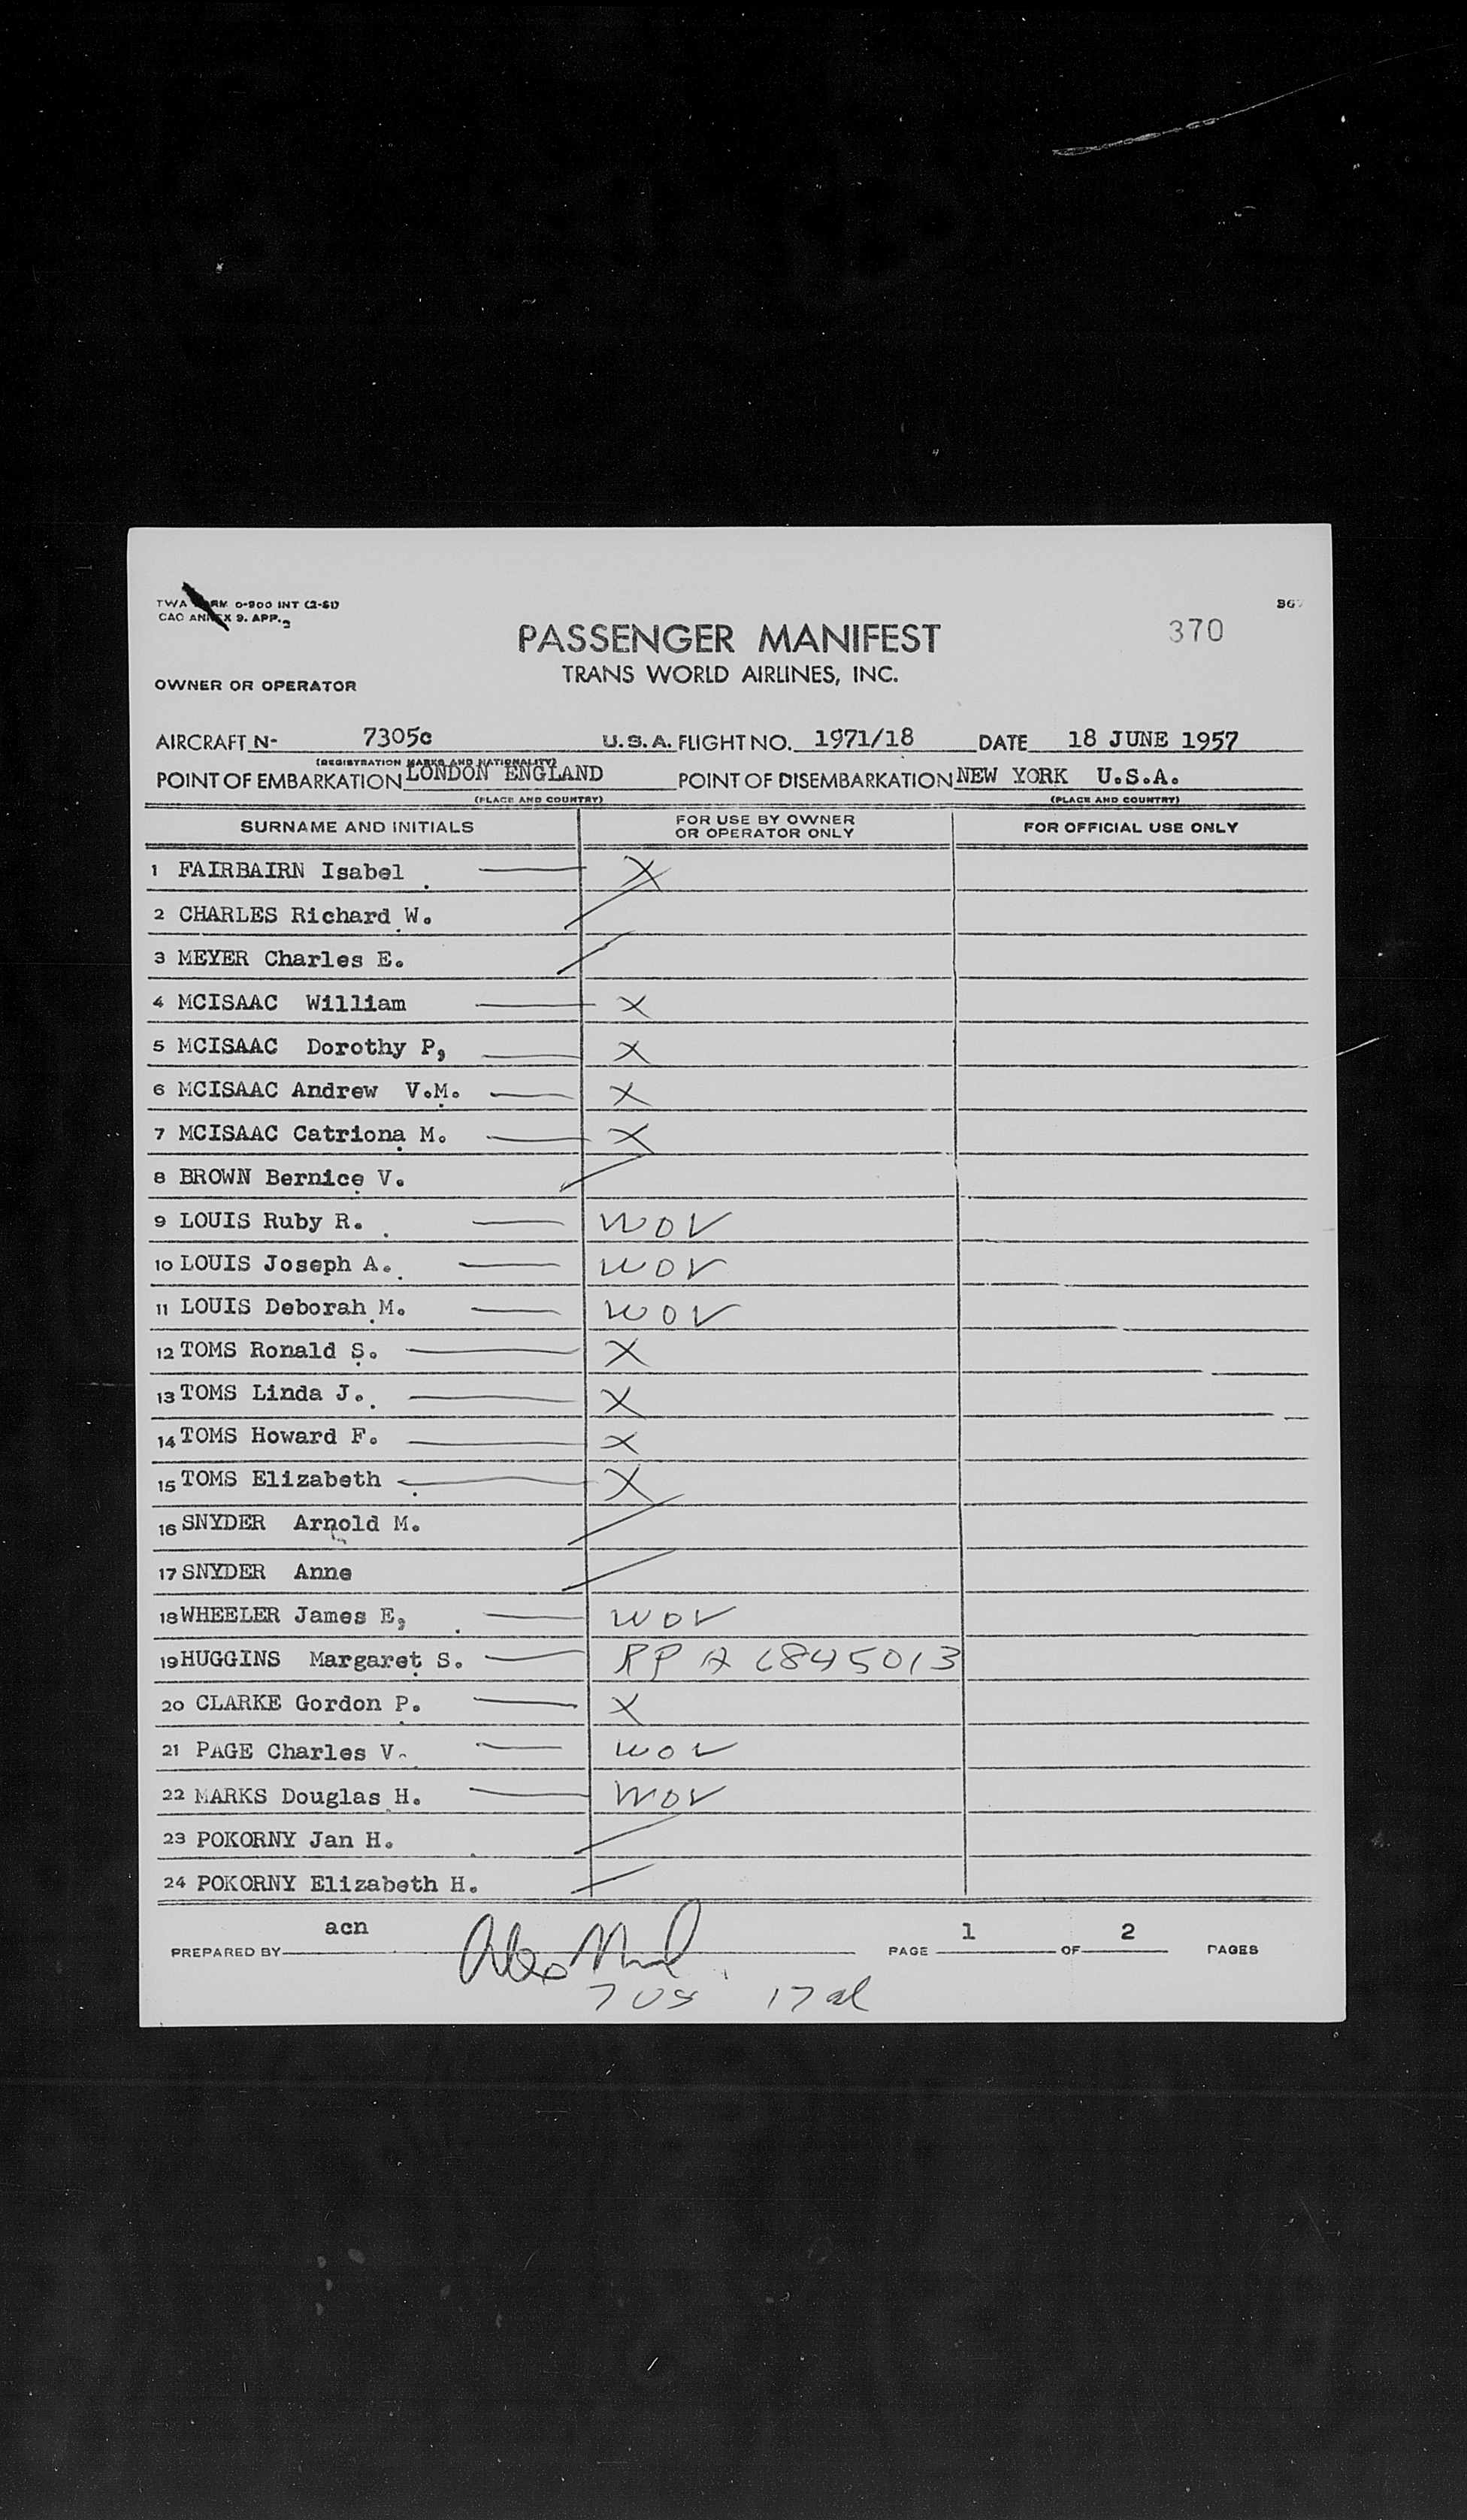 TWA FORM 0-900 INT (2-51)
CAO ANNEX 9. APP. 2
PASSENGER MANIFEST
370
TRANS WORLD AIRLINES, INC.
OWNER OR OPERATOR
AIRCRAFT N- 7305c U.S.A. FLIGHT NO. 1971/18 DATE 18 JUNE 1957
(REGISTRATION MARKS AND NATIONALITY)
POINT OF EMBARKATION LONDON ENGLAND POINT OF DISEMBARKATION NEW YORK U.S.A.
(PLACE AND COUNTRY) (PLACE AND COUNTRY)
SURNAME AND INITIALS FOR USE BY OWNER OR OPERATOR ONLY FOR OFFICIAL USE ONLY
1 FAIRBAIRN Isabel X
2 CHARLES Richard W.
3 MEYER Charles E.
4 MCISAAC William X
5 MCISAAC Dorothy P, X
6 MCISAAC Andrew V.M. X
7 MCISAAC Catriona M. X
8 BROWN Bernice V.
9 LOUIS Ruby R. WOV
10 LOUIS Joseph A. WOV
11 LOUIS Deborah M. WOV
12 TOMS Ronald S. X
13 TOMS Linda J. X
14 TOMS Howard F. X
15 TOMS Elizabeth X
16 SNYDER Arnold M.
17 SNYDER Anne
18 WHEELER James E, WOV
19 HUGGINS Margaret S. RP A 6845013
20 CLARKE Gordon P. X
21 PAGE Charles V. WOV
22 MARKS Douglas H. WOV
23 POKORNY Jan H.
24 POKORNY Elizabeth H.
PREPARED BY acn PAGE 1 OF 2 PAGES
7 US 17 al